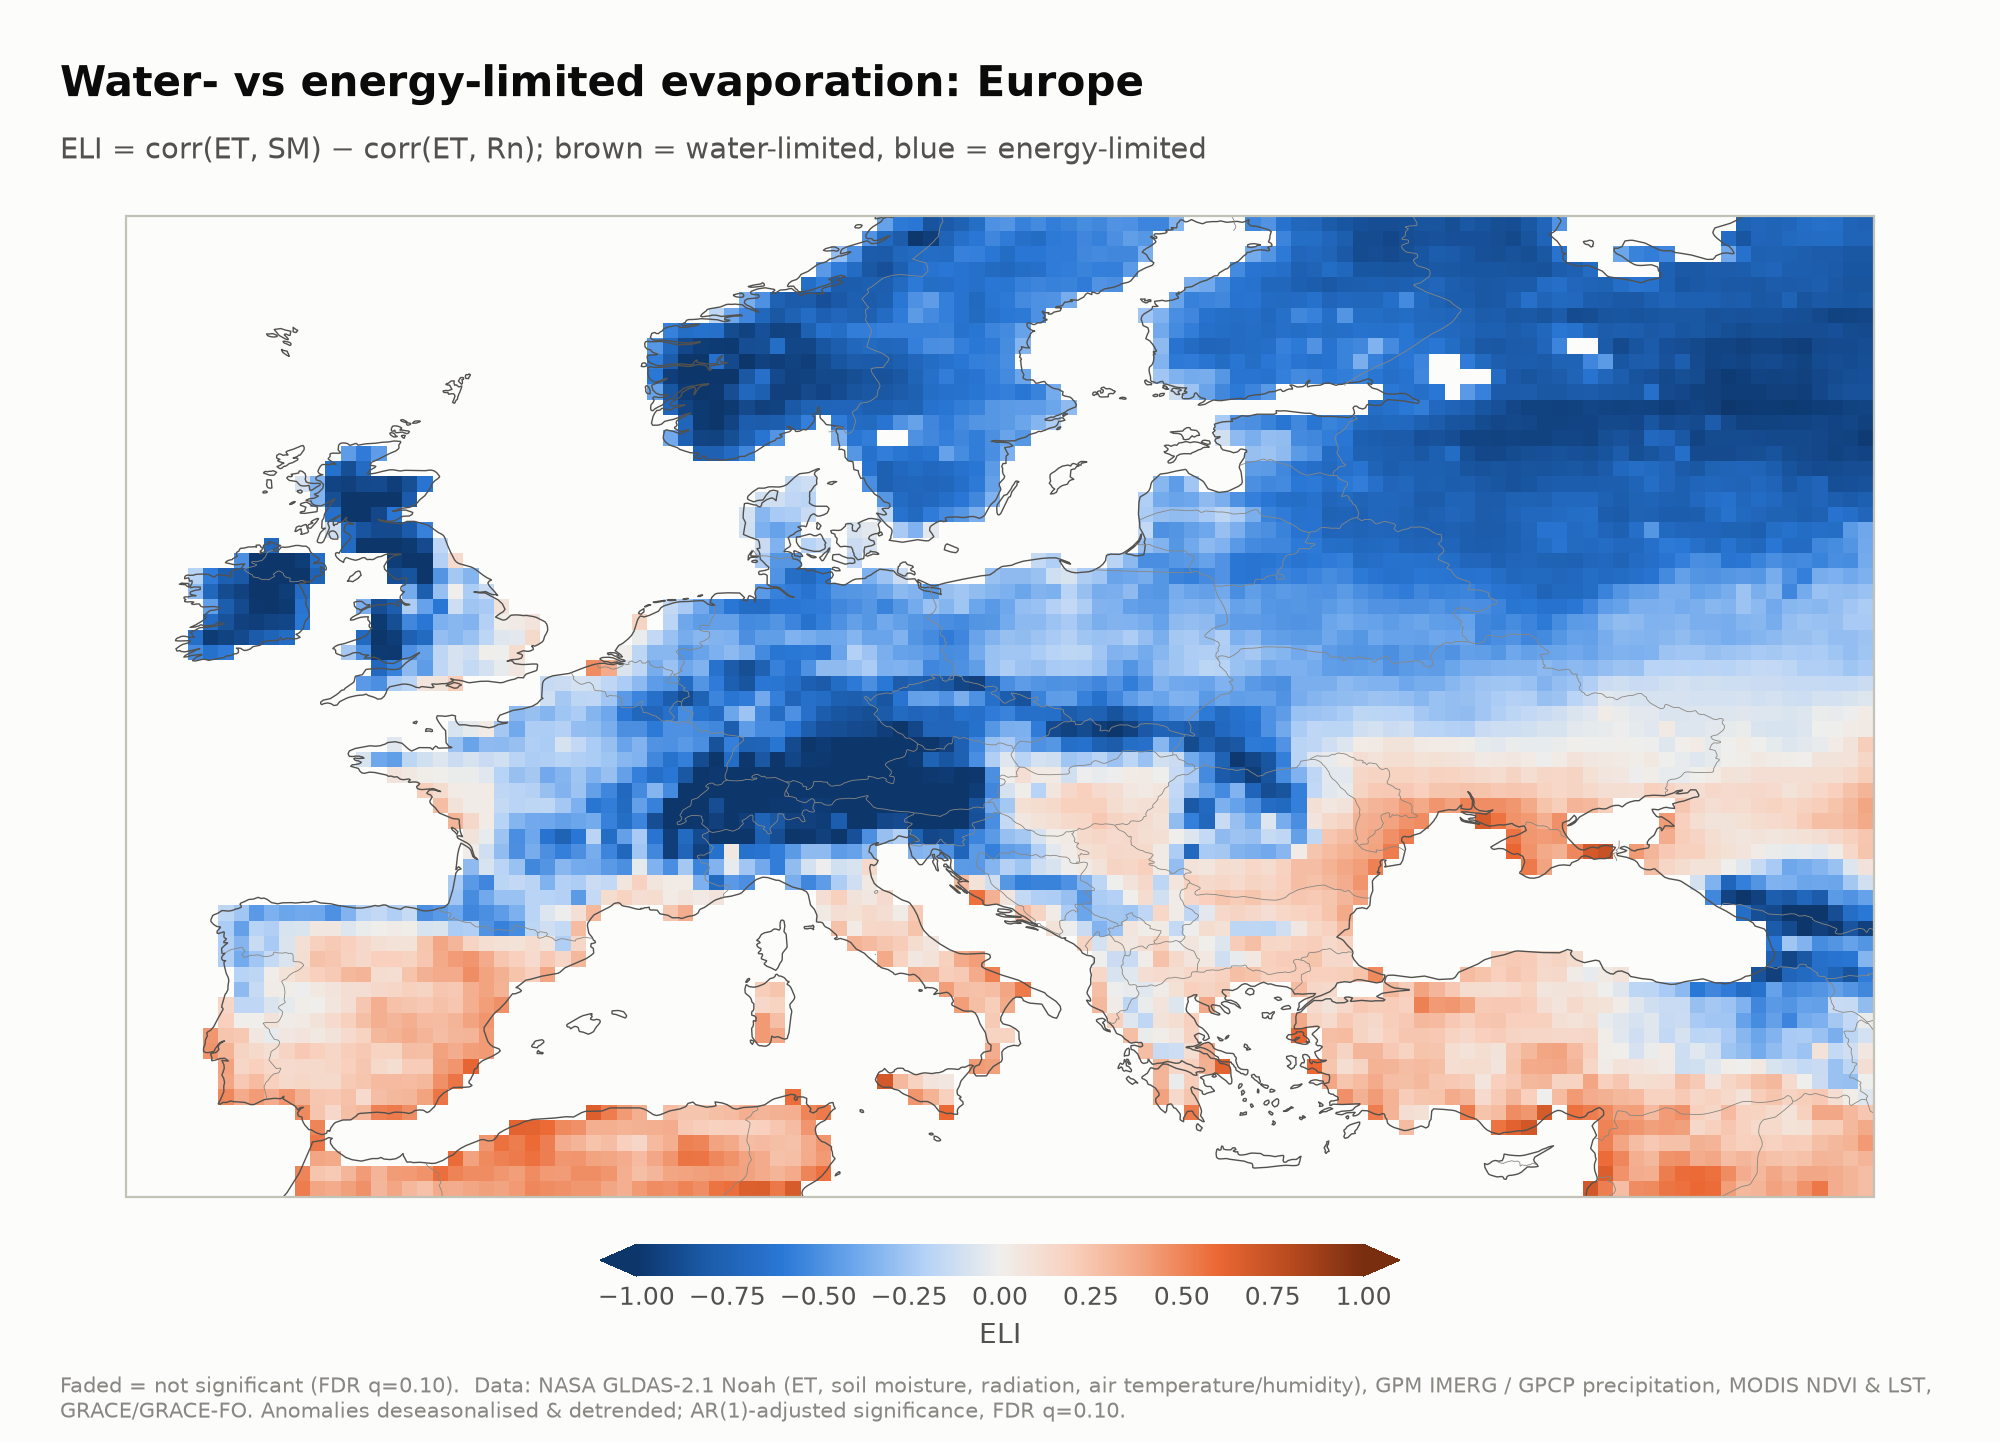 Water- vs energy-limited evaporation: Europe
ELI = corr(ET, SM) − corr(ET, Rn); brown = water-limited, blue = energy-limited
−1.00 −0.75 −0.50 −0.25 0.00 0.25 0.50 0.75 1.00
ELI
Faded = not significant (FDR q=0.10).  Data: NASA GLDAS-2.1 Noah (ET, soil moisture, radiation, air temperature/humidity), GPM IMERG / GPCP precipitation, MODIS NDVI & LST,
GRACE/GRACE-FO. Anomalies deseasonalised & detrended; AR(1)-adjusted significance, FDR q=0.10.